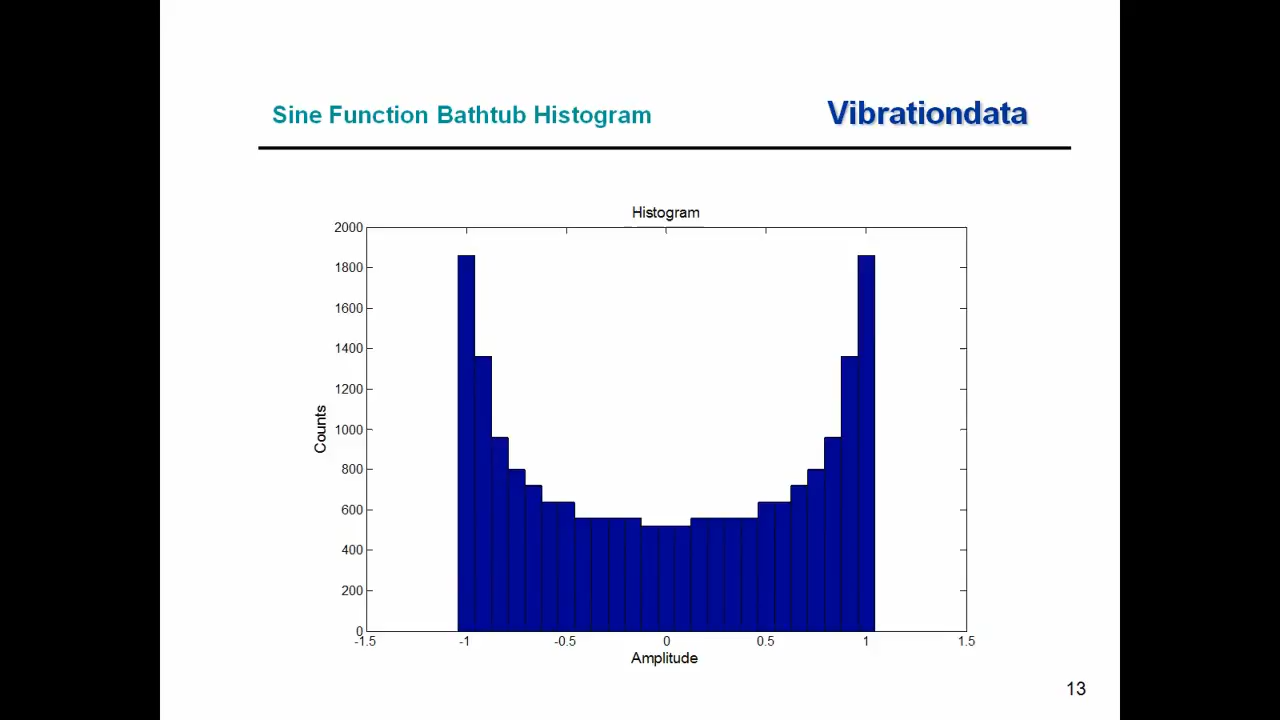 Sine Function Bathtub Histogram
Vibrationdata
Histogram
2000
1800
1600
1400
1200
1000
800
600
400
200
0
Counts
-1.5 -1 -0.5 0 0.5 1 1.5
Amplitude
13